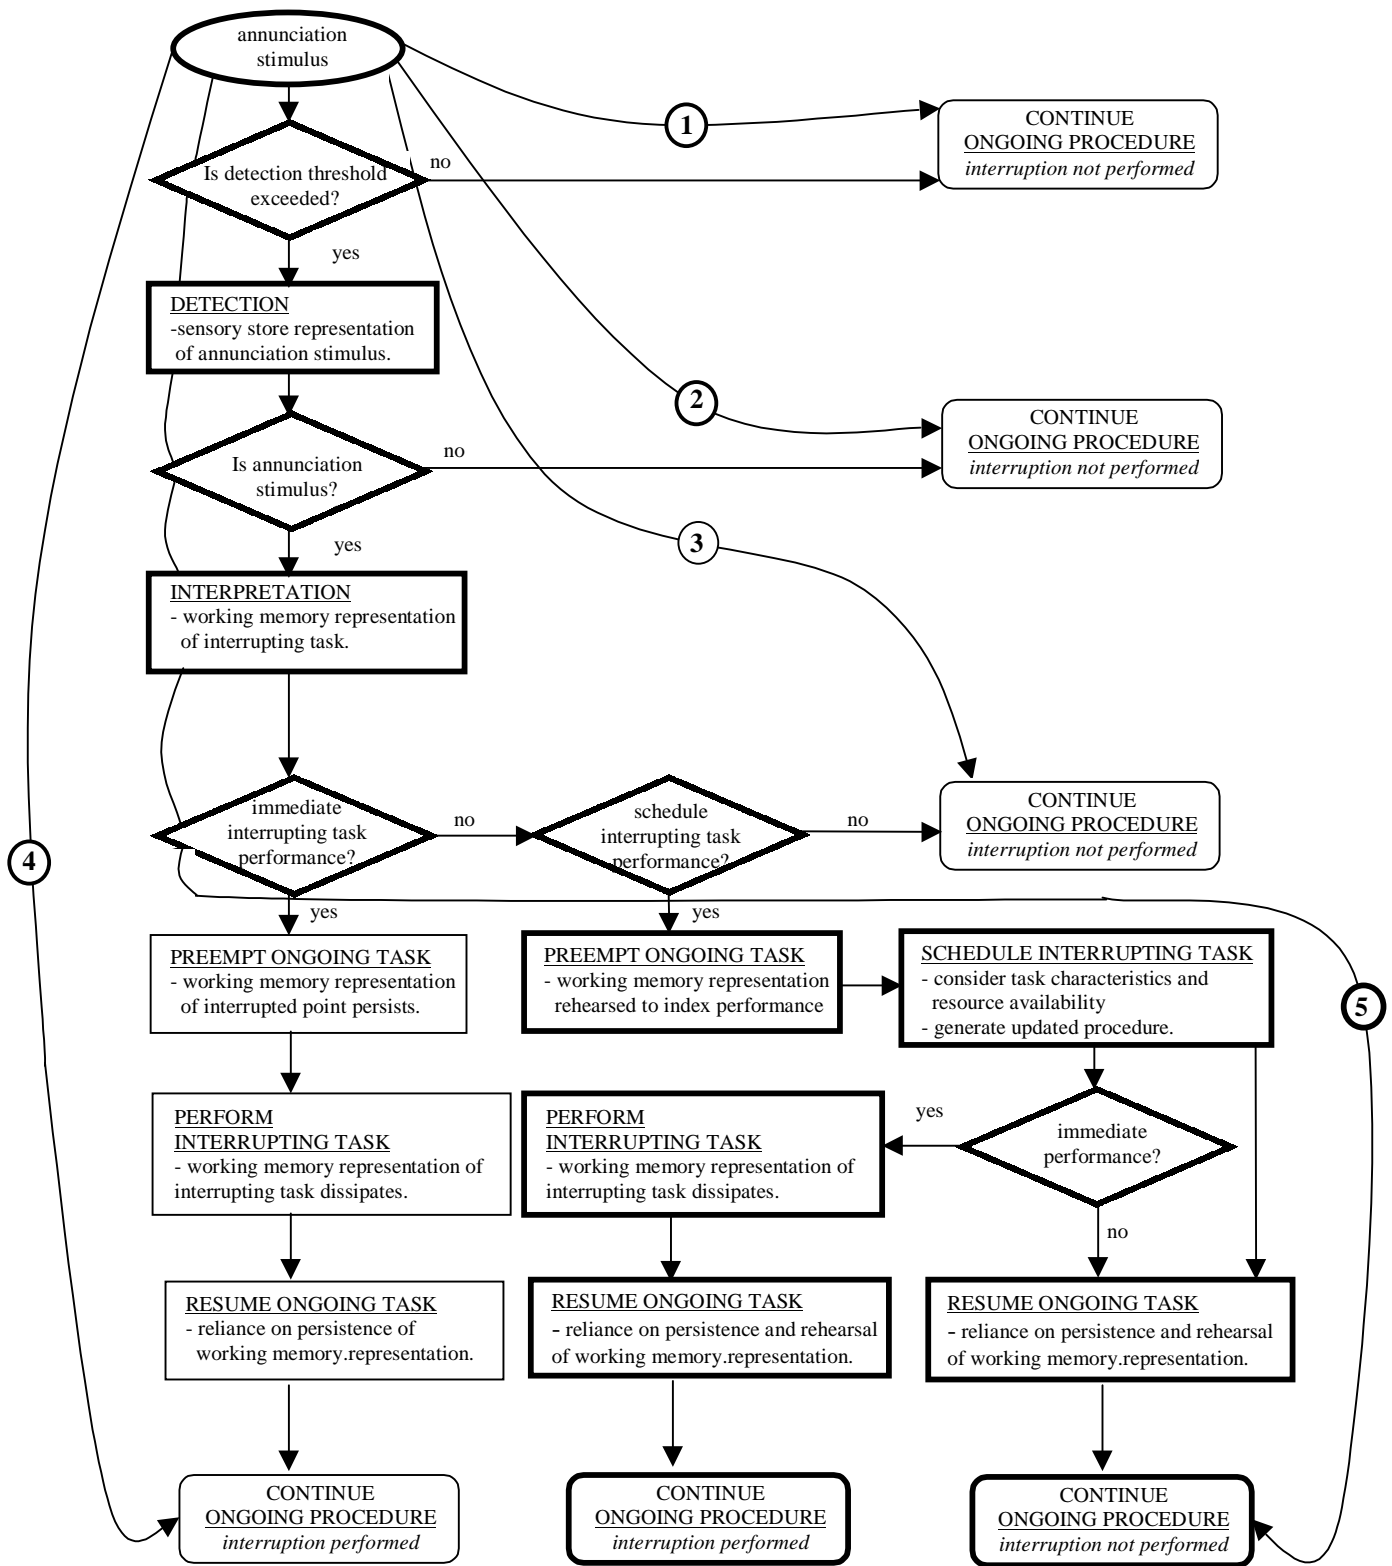 annunciation
stimulus
1
CONTINUE
ONGOING PROCEDURE
interruption not performed
no
Is detection threshold
exceeded?
yes
DETECTION
-sensory store representation
of annunciation stimulus.
2
CONTINUE
ONGOING PROCEDURE
interruption not performed
no
Is annunciation
stimulus?
yes
3
INTERPRETATION
- working memory representation
of interrupting task.
immediate
interrupting task
performance?
no
schedule
interrupting task
performance?
no
CONTINUE
ONGOING PROCEDURE
interruption not performed
4
yes
yes
PREEMPT ONGOING TASK
- working memory representation
of interrupted point persists.
PREEMPT ONGOING TASK
- working memory representation
rehearsed to index performance
SCHEDULE INTERRUPTING TASK
- consider task characteristics and
resource availability
- generate updated procedure.
5
PERFORM
INTERRUPTING TASK
- working memory representation of
interrupting task dissipates.
PERFORM
INTERRUPTING TASK
- working memory representation of
interrupting task dissipates.
yes
immediate
performance?
no
RESUME ONGOING TASK
- reliance on persistence of
working memory.representation.
RESUME ONGOING TASK
- reliance on persistence and rehearsal
of working memory.representation.
RESUME ONGOING TASK
- reliance on persistence and rehearsal
of working memory.representation.
CONTINUE
ONGOING PROCEDURE
interruption performed
CONTINUE
ONGOING PROCEDURE
interruption performed
CONTINUE
ONGOING PROCEDURE
interruption not performed